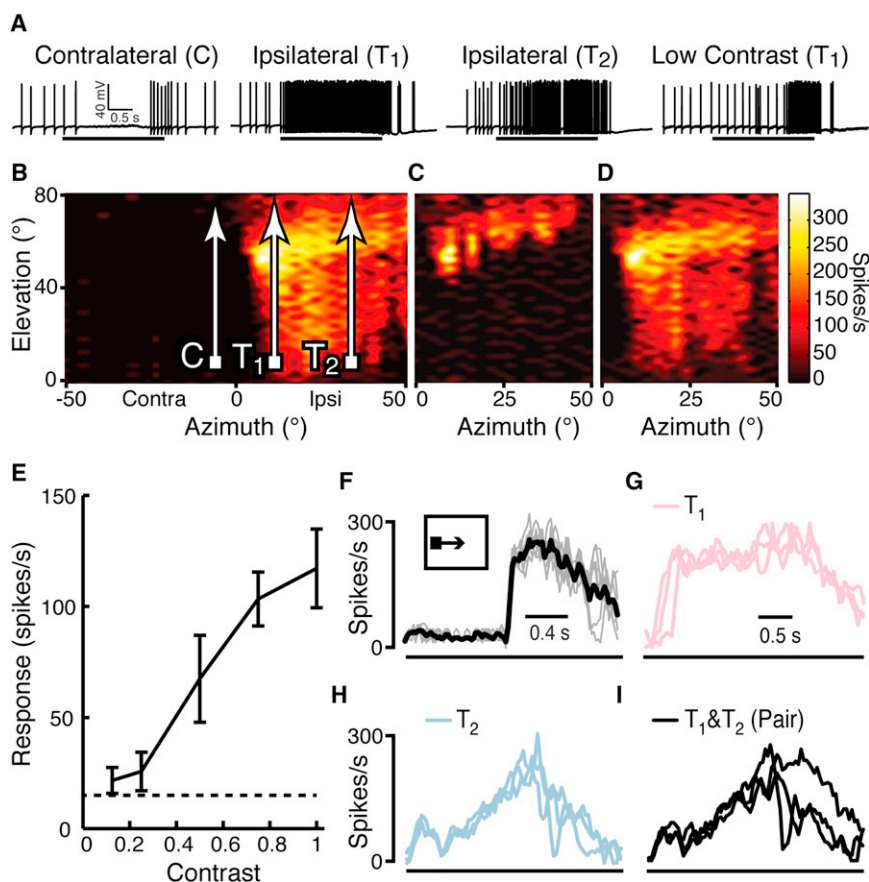 A
Contralateral (C)
Ipsilateral (T1)
Ipsilateral (T2)
Low Contrast (T1)
40 mV
0.5 s
B
C
D
80
40
0
Elevation (°)
C
T1
T2
-50
Contra
0
Ipsi
50
Azimuth (°)
0
25
50
Azimuth (°)
0
25
50
Azimuth (°)
300
250
200
150
100
50
0
Spikes/s
E
150
100
50
0
Response (spikes/s)
0
0.2
0.4
0.6
0.8
1
Contrast
F
300
0
Spikes/s
0.4 s
G
T1
0.5 s
H
T2
300
0
Spikes/s
I
T1&T2 (Pair)